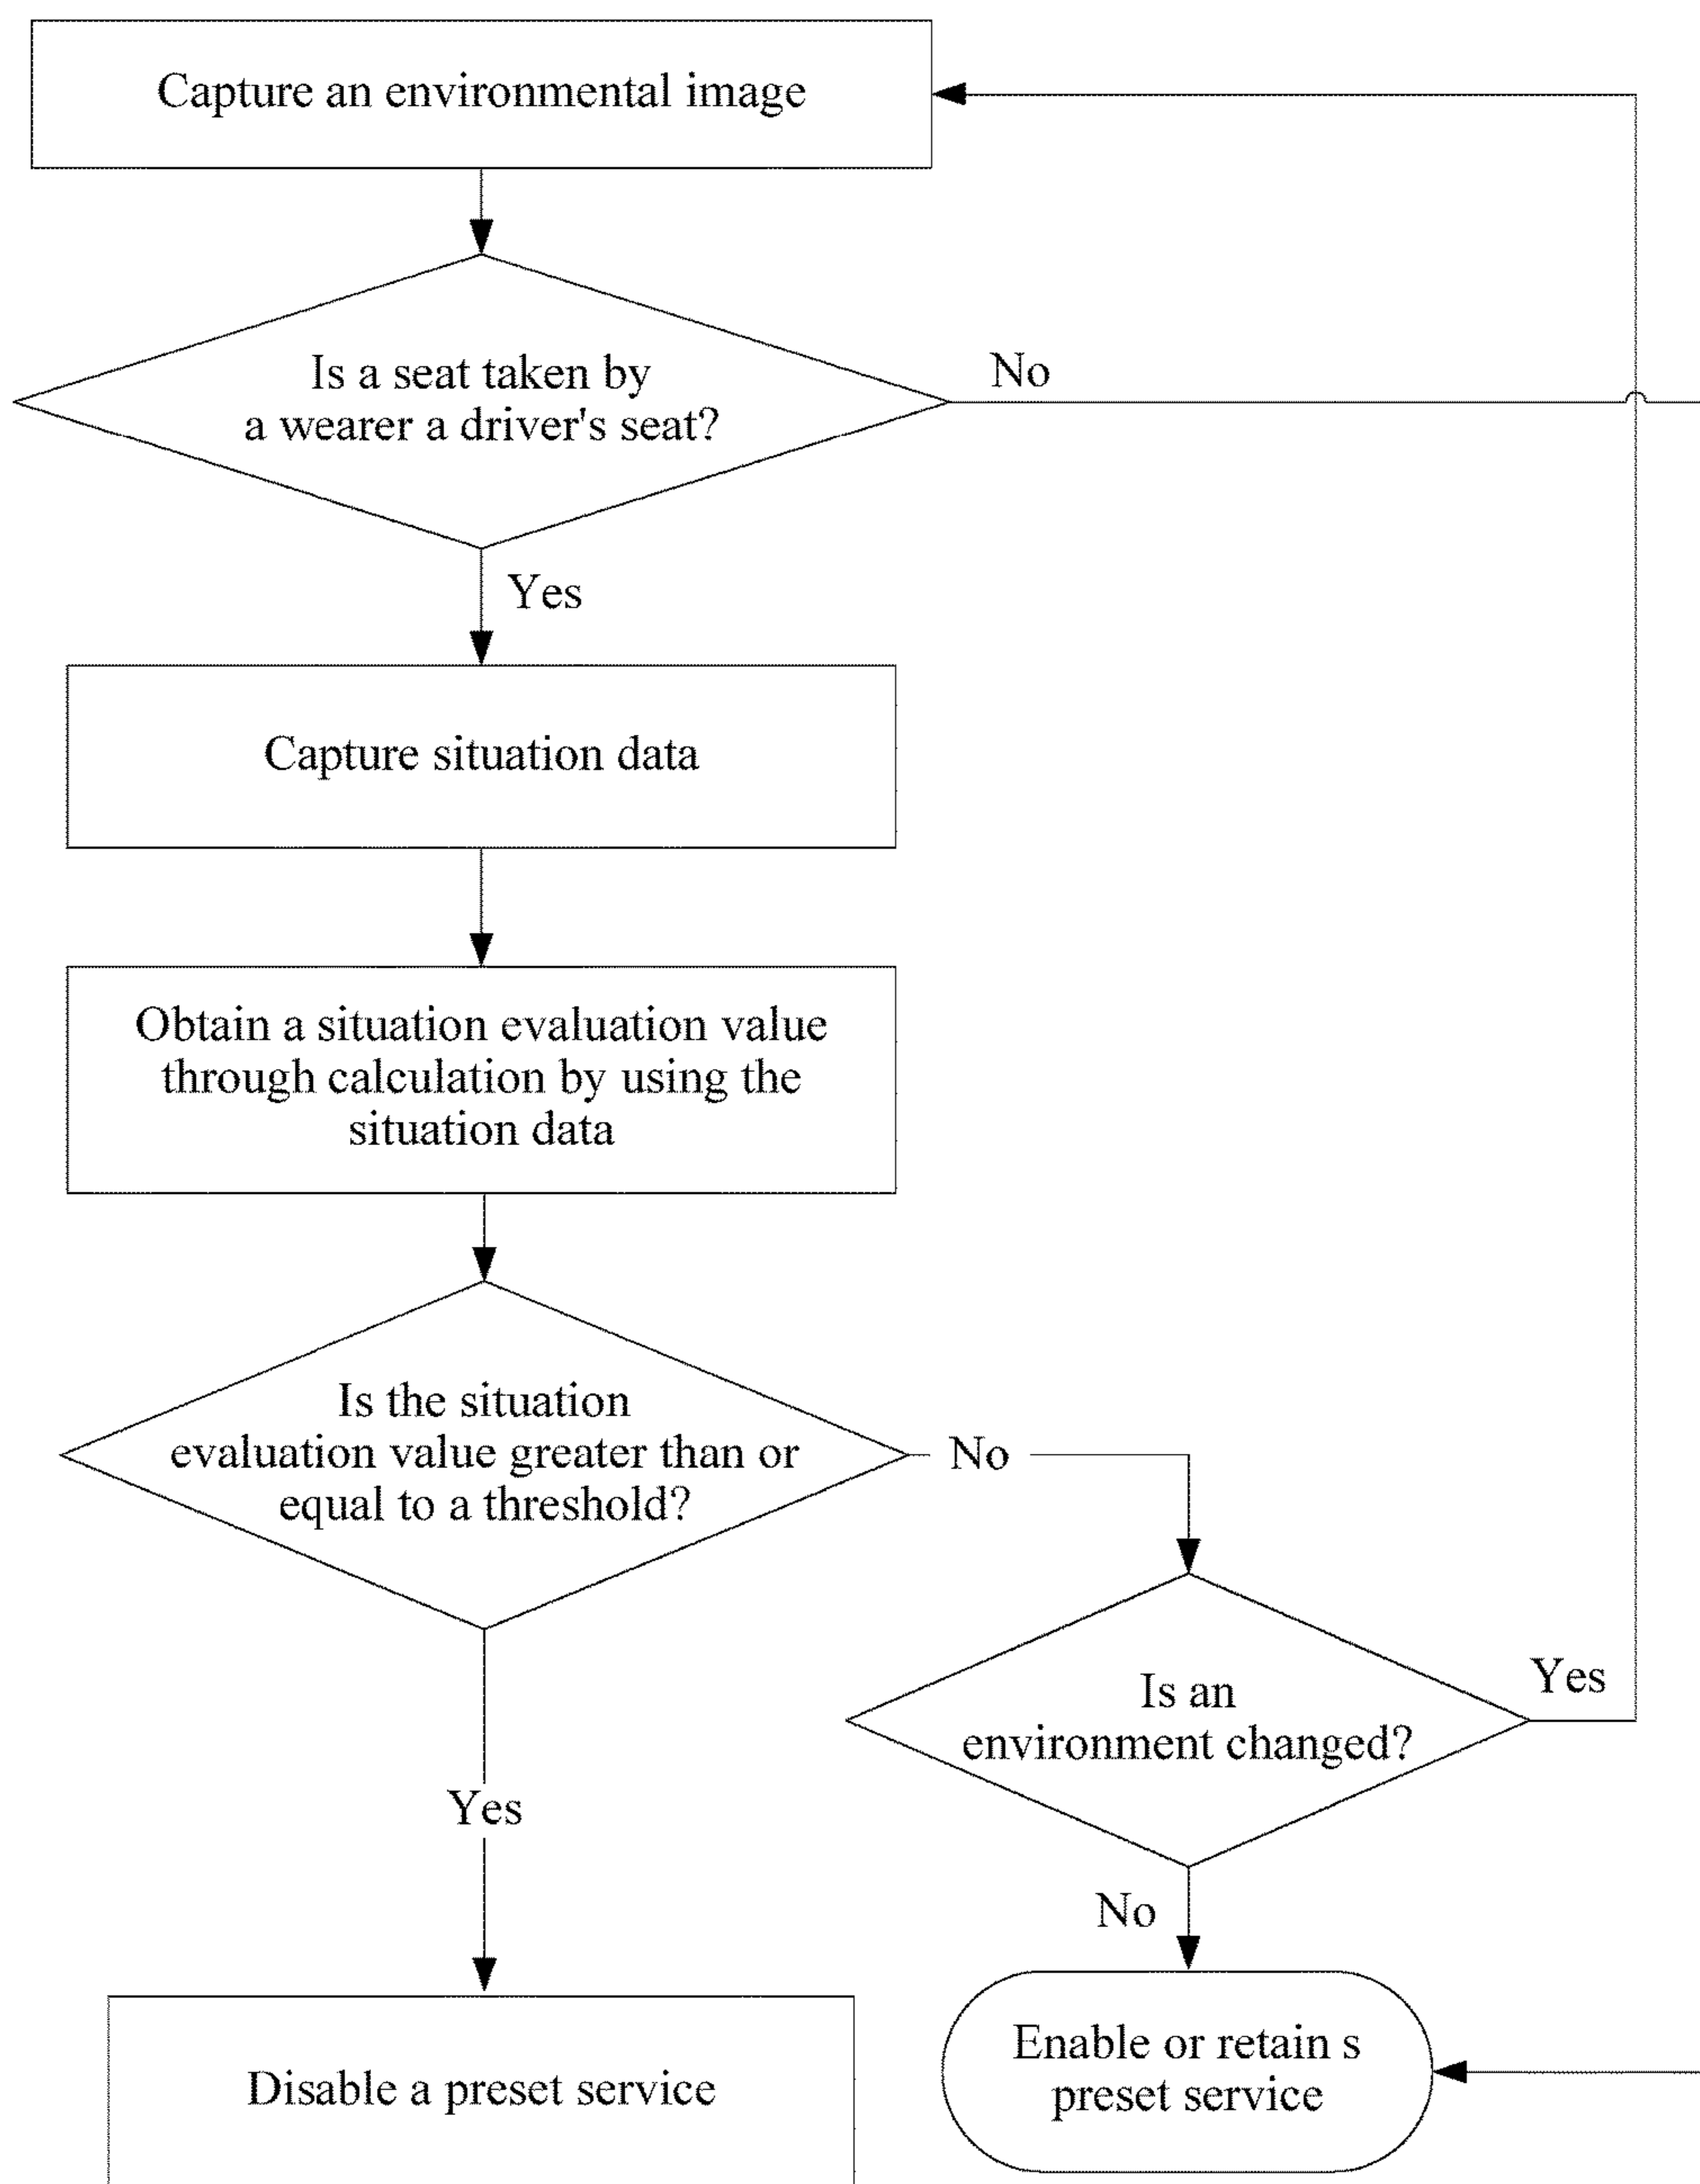 Capture an environmental image
Is a seat taken by
a wearer a driver's seat?
No
Yes
Capture situation data
Obtain a situation evaluation value
through calculation by using the
situation data
Is the situation
evaluation value greater than or
equal to a threshold?
No
Is an
environment changed?
Yes
Yes
No
Enable or retain s
preset service
Disable a preset service